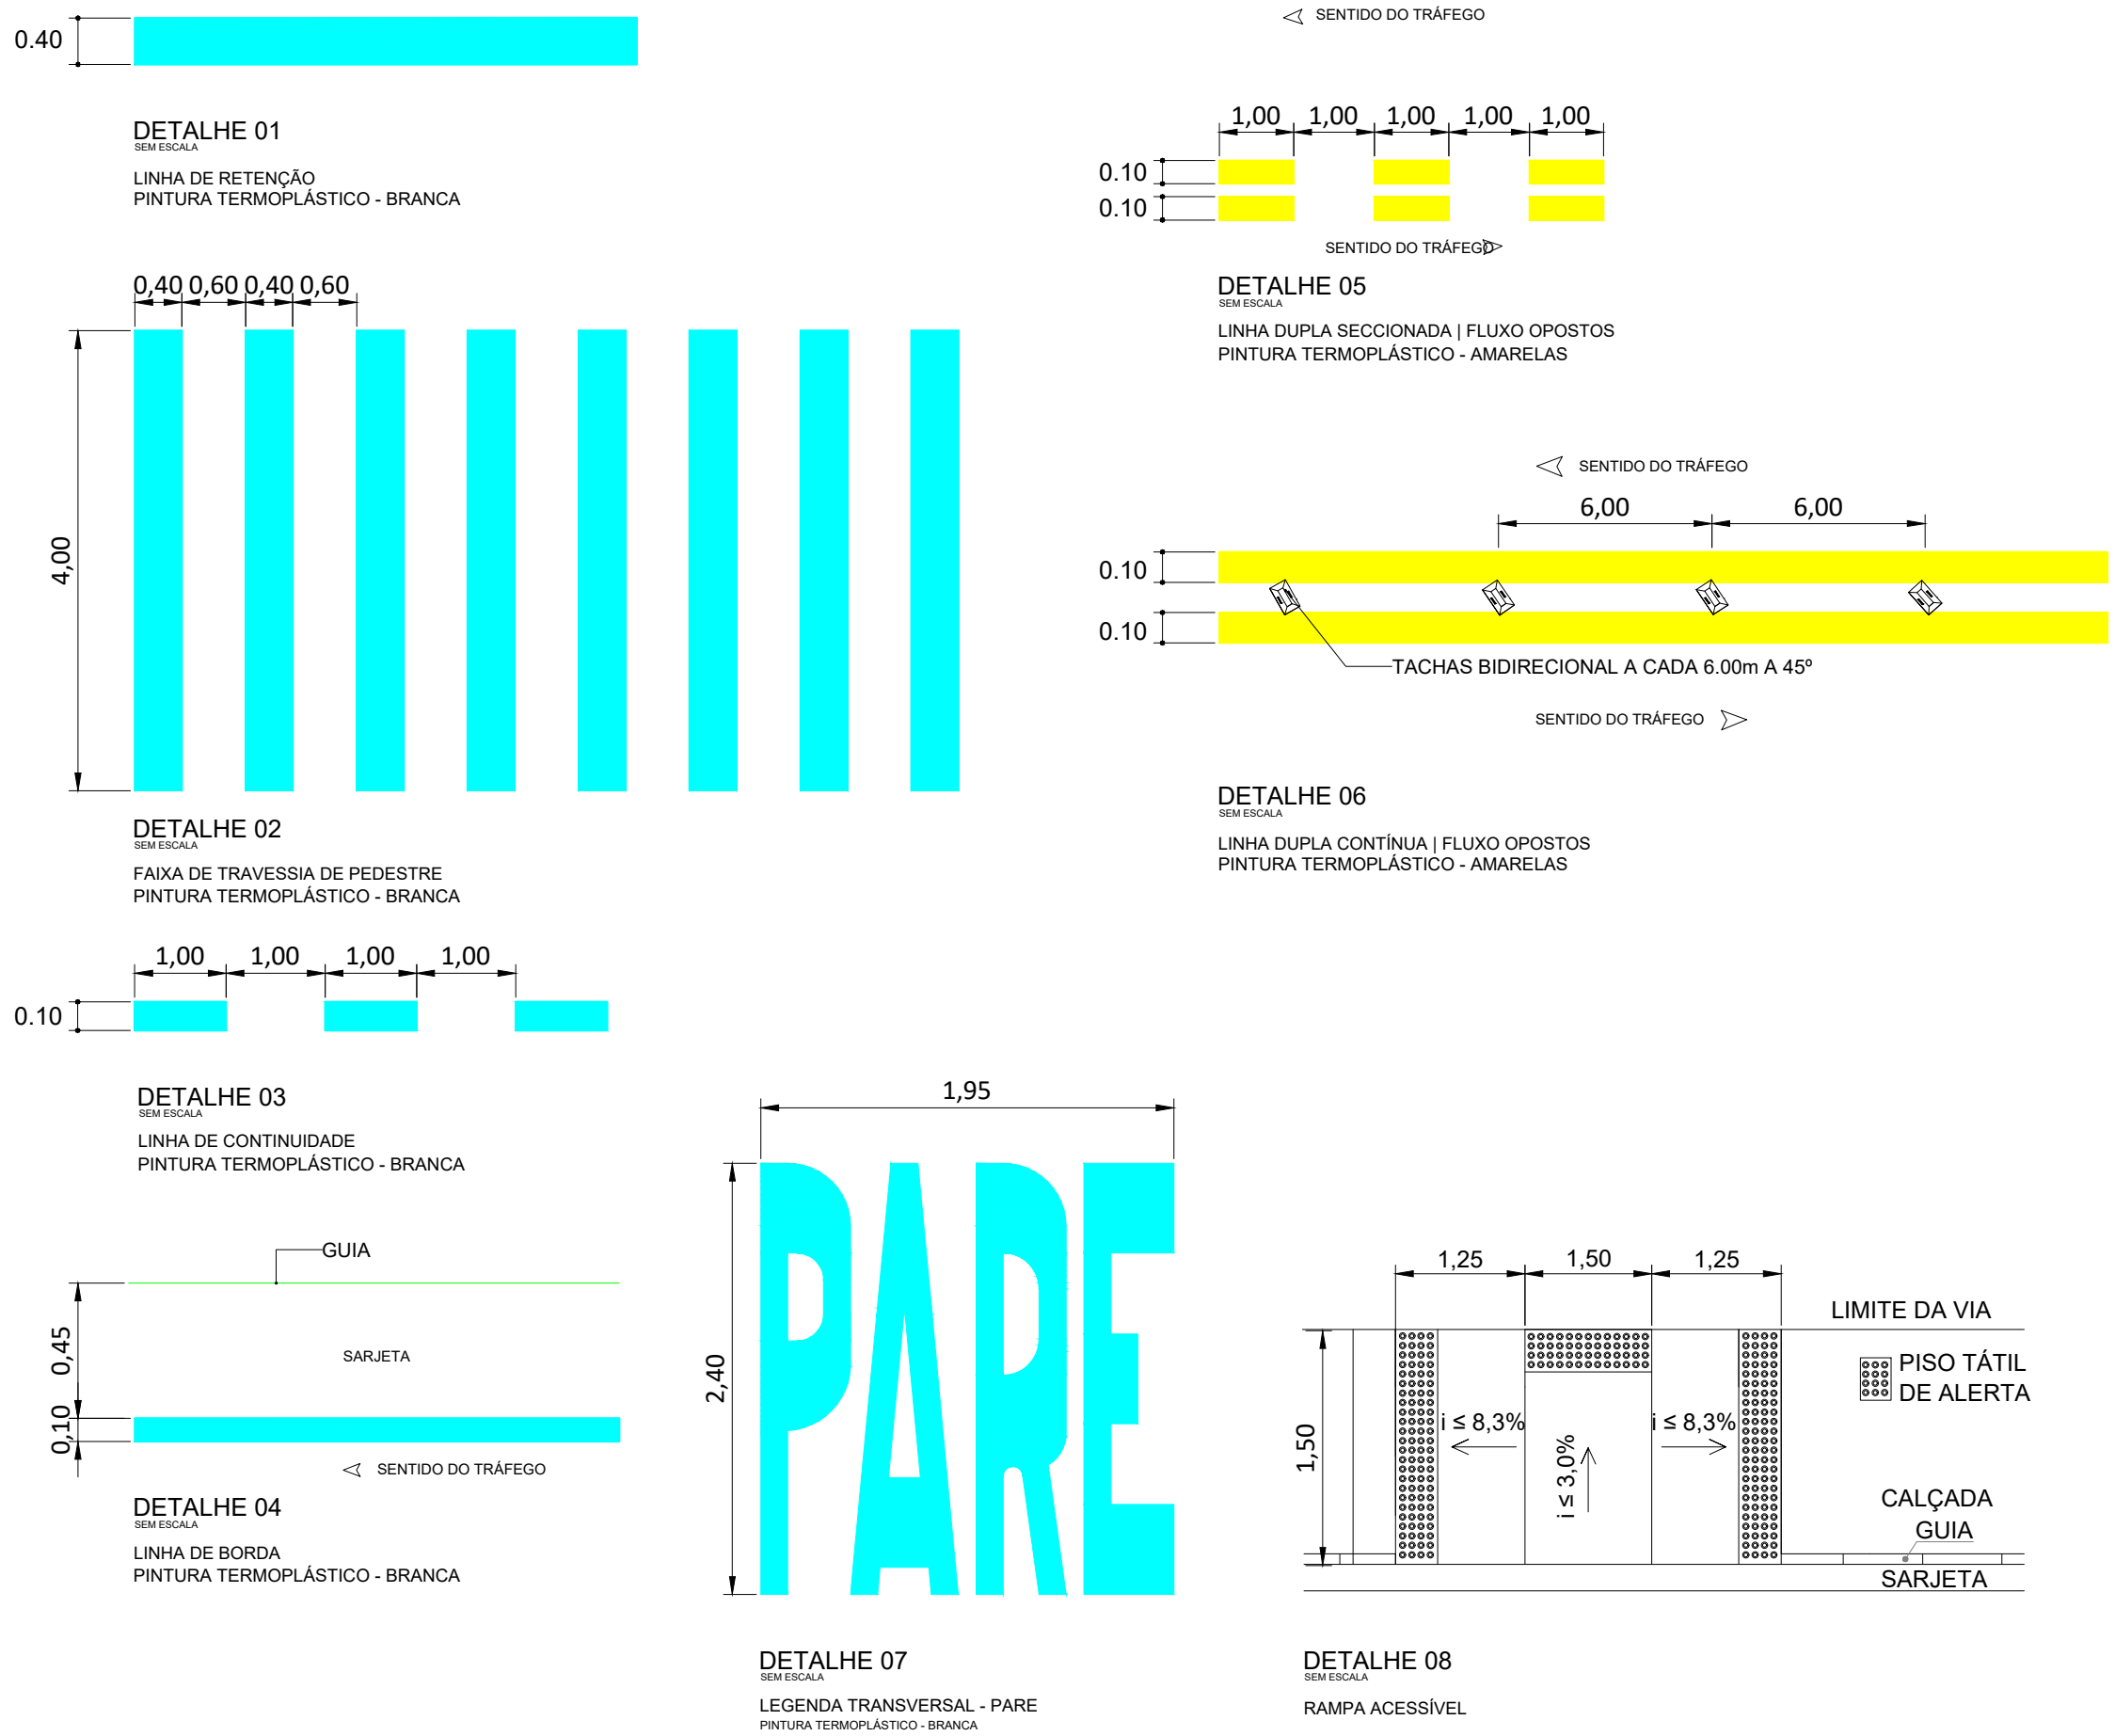 0.40
DETALHE 01
SEM ESCALA
LINHA DE RETENÇÃO
PINTURA TERMOPLÁSTICO - BRANCA
0,40 0,60 0,40 0,60
4,00
DETALHE 02
SEM ESCALA
FAIXA DE TRAVESSIA DE PEDESTRE
PINTURA TERMOPLÁSTICO - BRANCA
1,00 1,00 1,00 1,00
0.10
DETALHE 03
SEM ESCALA
LINHA DE CONTINUIDADE
PINTURA TERMOPLÁSTICO - BRANCA
GUIA
0,45
SARJETA
0,10
SENTIDO DO TRÁFEGO
DETALHE 04
SEM ESCALA
LINHA DE BORDA
PINTURA TERMOPLÁSTICO - BRANCA
SENTIDO DO TRÁFEGO
1,00 1,00 1,00 1,00 1,00
0.10
0.10
SENTIDO DO TRÁFEGO
DETALHE 05
SEM ESCALA
LINHA DUPLA SECCIONADA | FLUXO OPOSTOS
PINTURA TERMOPLÁSTICO - AMARELAS
SENTIDO DO TRÁFEGO
6,00 6,00
0.10
0.10
TACHAS BIDIRECIONAL A CADA 6.00m A 45º
SENTIDO DO TRÁFEGO
DETALHE 06
SEM ESCALA
LINHA DUPLA CONTÍNUA | FLUXO OPOSTOS
PINTURA TERMOPLÁSTICO - AMARELAS
1,95
2,40
PARE
DETALHE 07
SEM ESCALA
LEGENDA TRANSVERSAL - PARE
PINTURA TERMOPLÁSTICO - BRANCA
1,25 1,50 1,25
LIMITE DA VIA
PISO TÁTIL
DE ALERTA
i ≤ 8,3% i ≤ 8,3%
i ≤ 3,0%
1,50
CALÇADA
GUIA
SARJETA
DETALHE 08
SEM ESCALA
RAMPA ACESSÍVEL